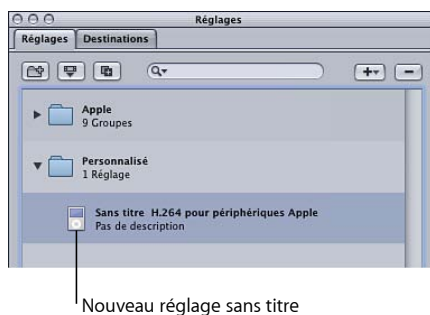 Réglages
Réglages Destinations
Apple
9 Groupes
Personnalisé
1 Réglage
Sans titre H.264 pour périphériques Apple
Pas de description
Nouveau réglage sans titre